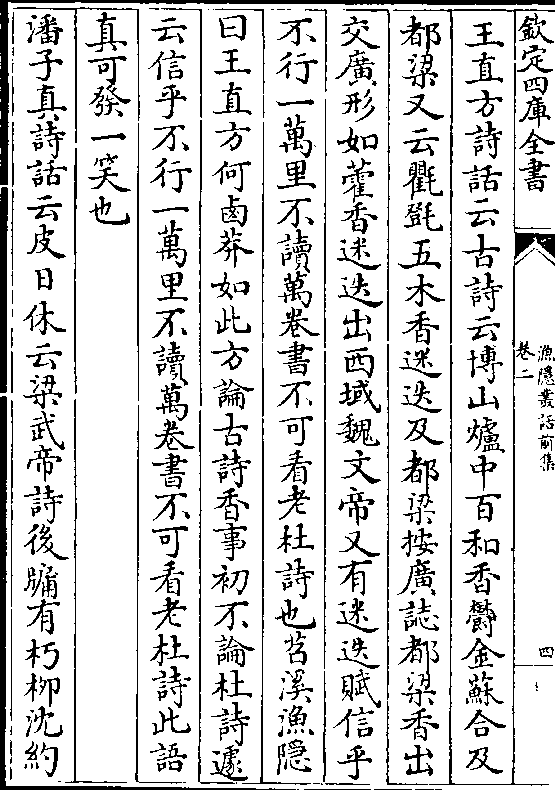 欽定四庫全書
漁隱叢話前集
卷二
四
王直方詩話云古詩云博山爐中百和香鬱金蘇合及
都梁又云氍㲪五木香迷迭及都梁按廣誌都梁香出
交廣形如藿香迷迭出西域魏文帝又有迷迭賦信乎
不行一萬里不讀萬卷書不可看老杜詩也苕溪漁隱
曰王直方何鹵莽如此方論古詩香事初不論杜詩遽
云信乎不行一萬里不讀萬卷書不可看老杜詩此語
真可發一笑也
潘子真詩話云皮日休云梁武帝詩後牖有朽柳沈約